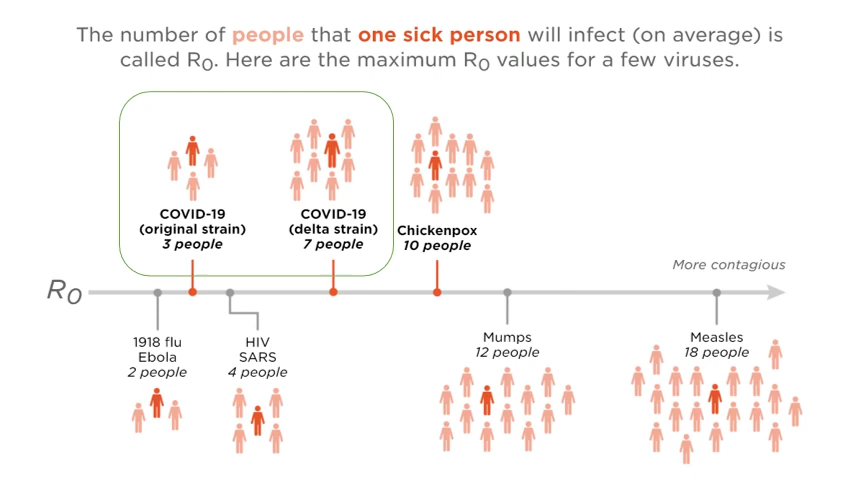 The number of people that one sick person will infect (on average) is
called R0. Here are the maximum R0 values for a few viruses.
COVID-19
(original strain)
3 people
COVID-19
(delta strain)
7 people
Chickenpox
10 people
More contagious
R0
1918 flu
Ebola
2 people
HIV
SARS
4 people
Mumps
12 people
Measles
18 people